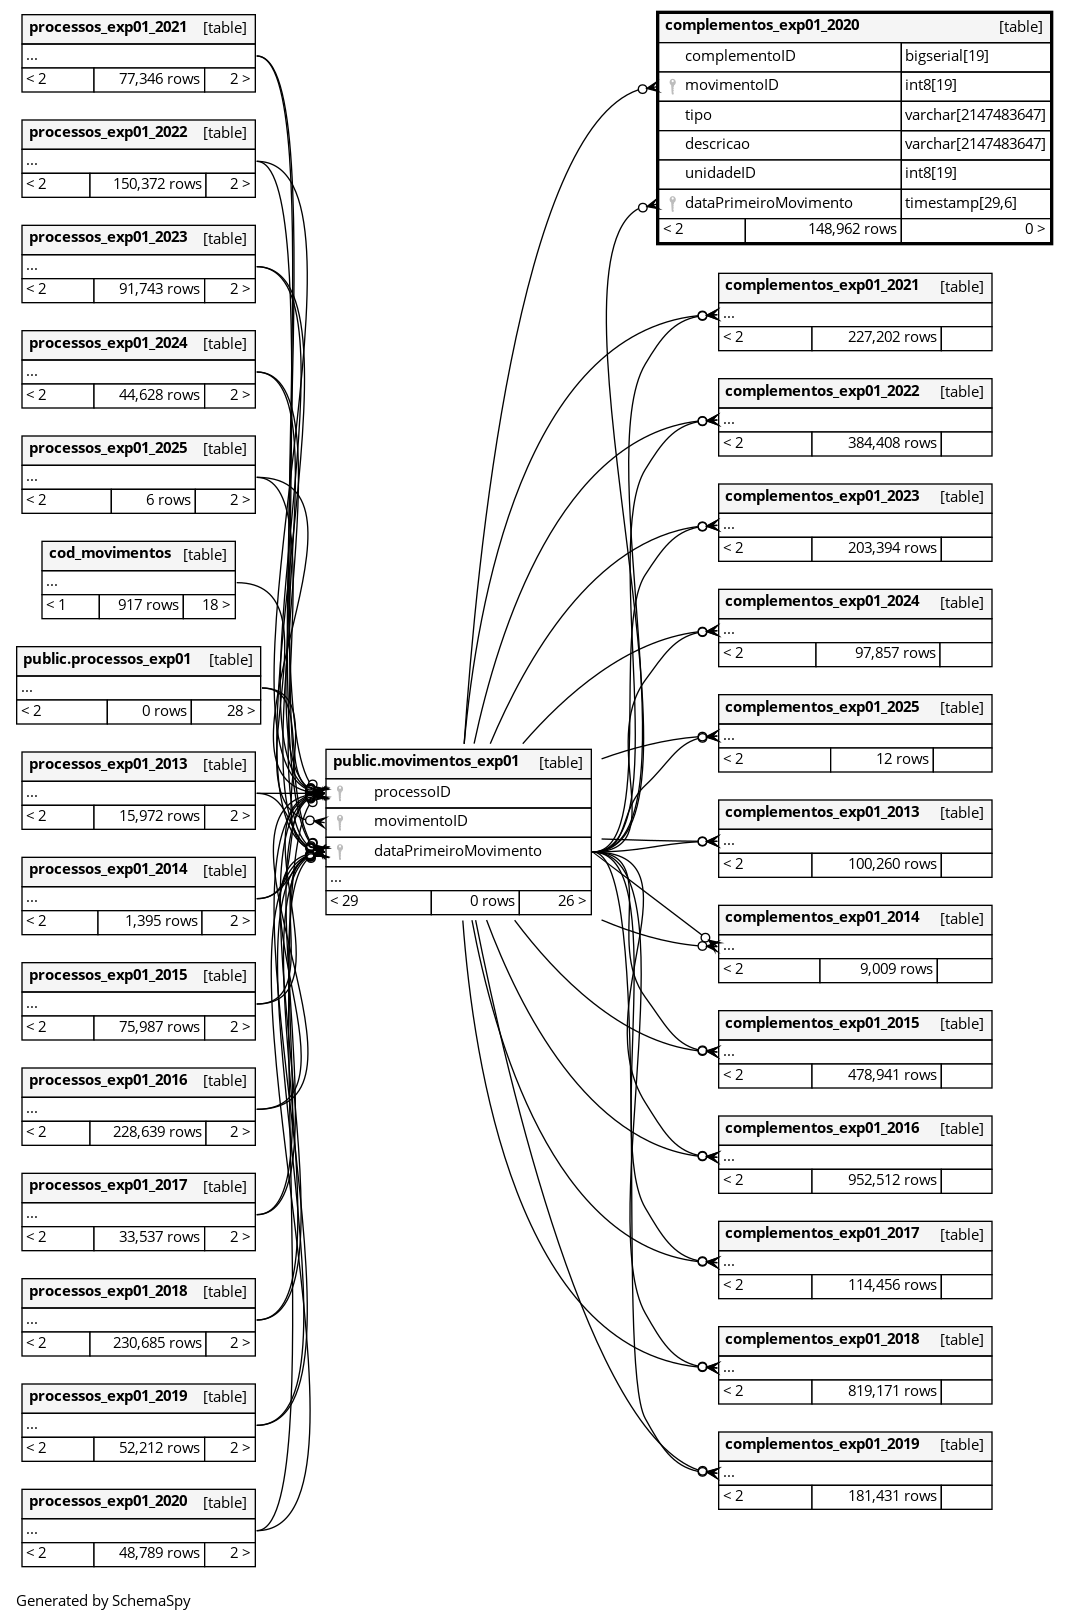 processos_exp01_2021 [table]
...
< 2 77,346 rows 2 >
processos_exp01_2022 [table]
...
< 2 150,372 rows 2 >
processos_exp01_2023 [table]
...
< 2 91,743 rows 2 >
processos_exp01_2024 [table]
...
< 2 44,628 rows 2 >
processos_exp01_2025 [table]
...
< 2 6 rows 2 >
cod_movimentos [table]
...
< 1 917 rows 18 >
public.processos_exp01 [table]
...
< 2 0 rows 28 >
processos_exp01_2013 [table]
...
< 2 15,972 rows 2 >
processos_exp01_2014 [table]
...
< 2 1,395 rows 2 >
processos_exp01_2015 [table]
...
< 2 75,987 rows 2 >
processos_exp01_2016 [table]
...
< 2 228,639 rows 2 >
processos_exp01_2017 [table]
...
< 2 33,537 rows 2 >
processos_exp01_2018 [table]
...
< 2 230,685 rows 2 >
processos_exp01_2019 [table]
...
< 2 52,212 rows 2 >
processos_exp01_2020 [table]
...
< 2 48,789 rows 2 >
public.movimentos_exp01 [table]
processoID
movimentoID
dataPrimeiroMovimento
...
< 29 0 rows 26 >
complementos_exp01_2020 [table]
complementoID bigserial[19]
movimentoID int8[19]
tipo varchar[2147483647]
descricao varchar[2147483647]
unidadeID int8[19]
dataPrimeiroMovimento timestamp[29,6]
< 2 148,962 rows 0 >
complementos_exp01_2021 [table]
...
< 2 227,202 rows
complementos_exp01_2022 [table]
...
< 2 384,408 rows
complementos_exp01_2023 [table]
...
< 2 203,394 rows
complementos_exp01_2024 [table]
...
< 2 97,857 rows
complementos_exp01_2025 [table]
...
< 2 12 rows
complementos_exp01_2013 [table]
...
< 2 100,260 rows
complementos_exp01_2014 [table]
...
< 2 9,009 rows
complementos_exp01_2015 [table]
...
< 2 478,941 rows
complementos_exp01_2016 [table]
...
< 2 952,512 rows
complementos_exp01_2017 [table]
...
< 2 114,456 rows
complementos_exp01_2018 [table]
...
< 2 819,171 rows
complementos_exp01_2019 [table]
...
< 2 181,431 rows
Generated by SchemaSpy